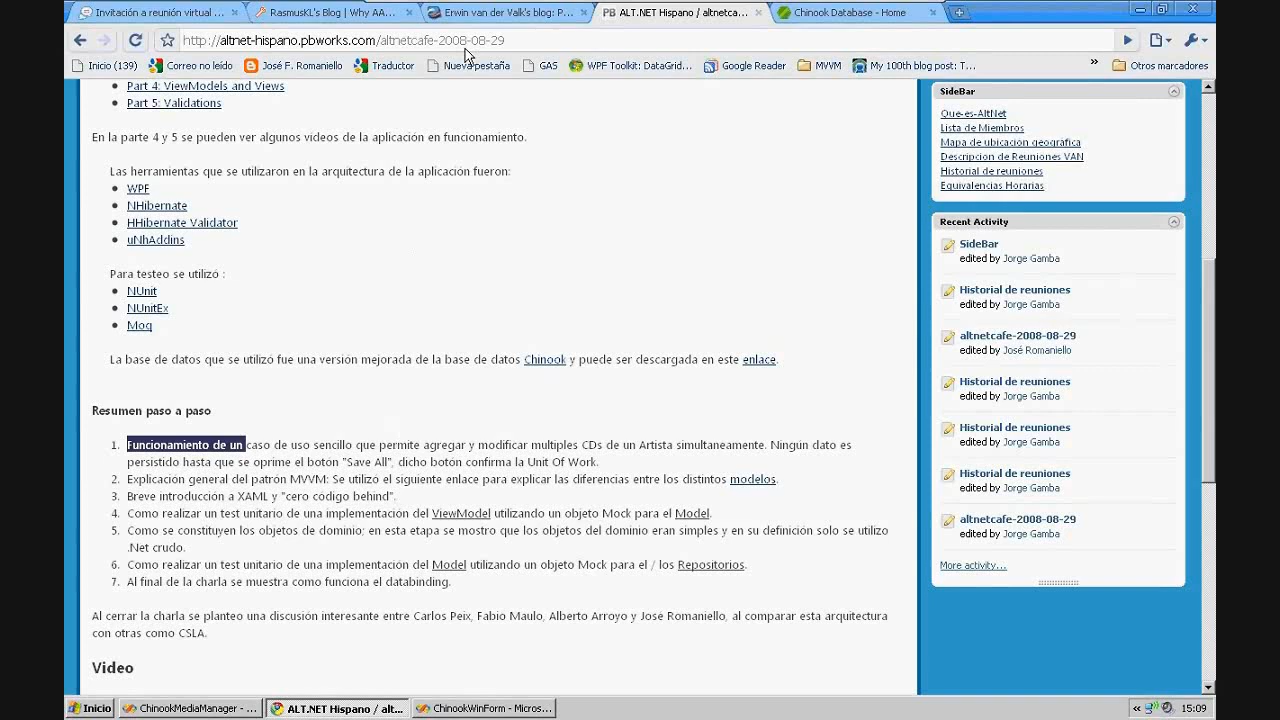 Invitación a reunión virtual ...
RasmusKL's Blog | Why AA...
Erwin van der Valk's blog: P...
PB ALT.NET Hispano / altnetca...
Chinook Database - Home
http://altnet-hispano.pbworks.com/altnetcafe-2008-08-29
Inicio (139)
Correo no leído
José F. Romaniello
Traductor
Nueva pestaña
GAS
WPF Toolkit: DataGrid...
Google Reader
MVVM
My 100th blog post: T...
»
Otros marcadores
Part 4: ViewModels and Views
Part 5: Validations
En la parte 4 y 5 se pueden ver algunos videos de la aplicación en funcionamiento.
Las herramientas que se utilizaron en la arquitectura de la aplicación fueron:
WPF
NHibernate
HHibernate Validator
uNhAddins
Para testeo se utilizó :
NUnit
NUnitEx
Moq
La base de datos que se utilizó fue una versión mejorada de la base de datos Chinook y puede ser descargada en este enlace.
Resumen paso a paso
1. Funcionamiento de un caso de uso sencillo que permite agregar y modificar multiples CDs de un Artista simultaneamente. Ningún dato es
persistido hasta que se oprime el botón "Save All", dicho botón confirma la Unit Of Work.
2. Explicación general del patrón MVVM: Se utilizó el siguiente enlace para explicar las diferencias entre los distintos modelos.
3. Breve introducción a XAML y "cero código behind".
4. Como realizar un test unitario de una implementación del ViewModel utilizando un objeto Mock para el Model.
5. Como se constituyen los objetos de dominio; en esta etapa se mostro que los objetos del dominio eran simples y en su definición solo se utilizo
.Net crudo.
6. Como realizar un test unitario de una implementación del Model utilizando un objeto Mock para el / los Repositorios.
7. Al final de la charla se muestra como funciona el databinding.
Al cerrar la charla se planteo una discusión interesante entre Carlos Peix, Fabio Maulo, Alberto Arroyo y José Romaniello, al comparar esta arquitectura
con otras como CSLA.
Video
SideBar
Que-es-AltNet
Lista de Miembros
Mapa de ubicacion geográfica
Descripcion de Reuniones VAN
Historial de reuniones
Equivalencias Horarias
Recent Activity
SideBar
edited by Jorge Gamba
Historial de reuniones
edited by Jorge Gamba
altnetcafe-2008-08-29
edited by José Romaniello
Historial de reuniones
edited by Jorge Gamba
Historial de reuniones
edited by Jorge Gamba
Historial de reuniones
edited by Jorge Gamba
altnetcafe-2008-08-29
edited by Jorge Gamba
More activity...
Inicio
ChinookMediaManager - ...
ALT.NET Hispano / alt...
ChinookWinForm - Micros...
«
15:09